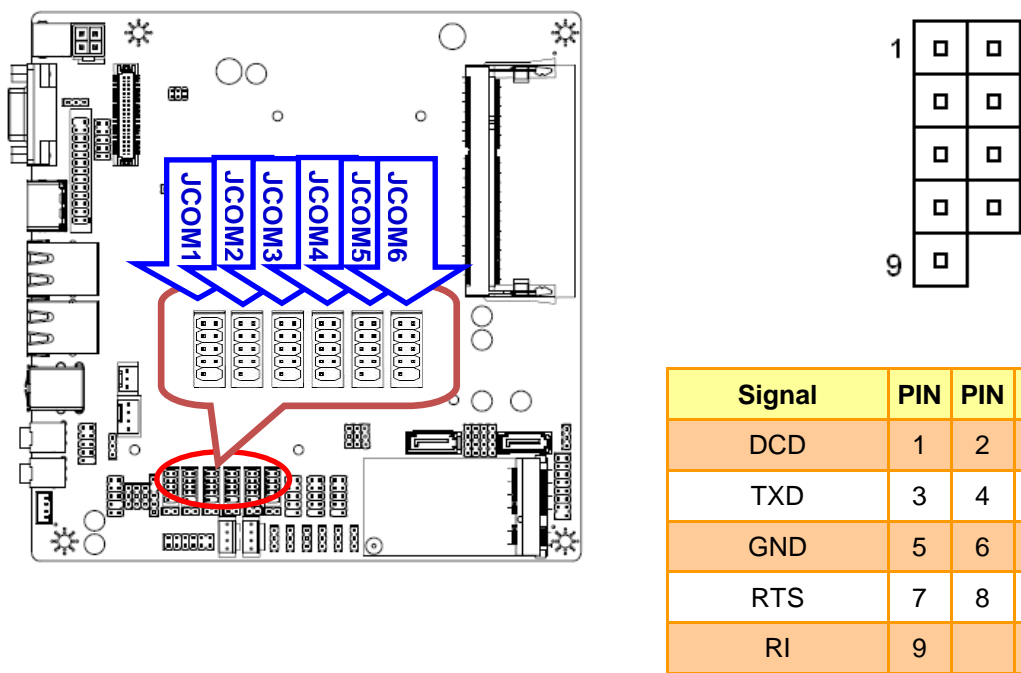 1
JCOM1
JCOM2
JCOM3
JCOM4
JCOM5
JCOM6
9
Signal PIN PIN
DCD 1 2
TXD 3 4
GND 5 6
RTS 7 8
RI 9